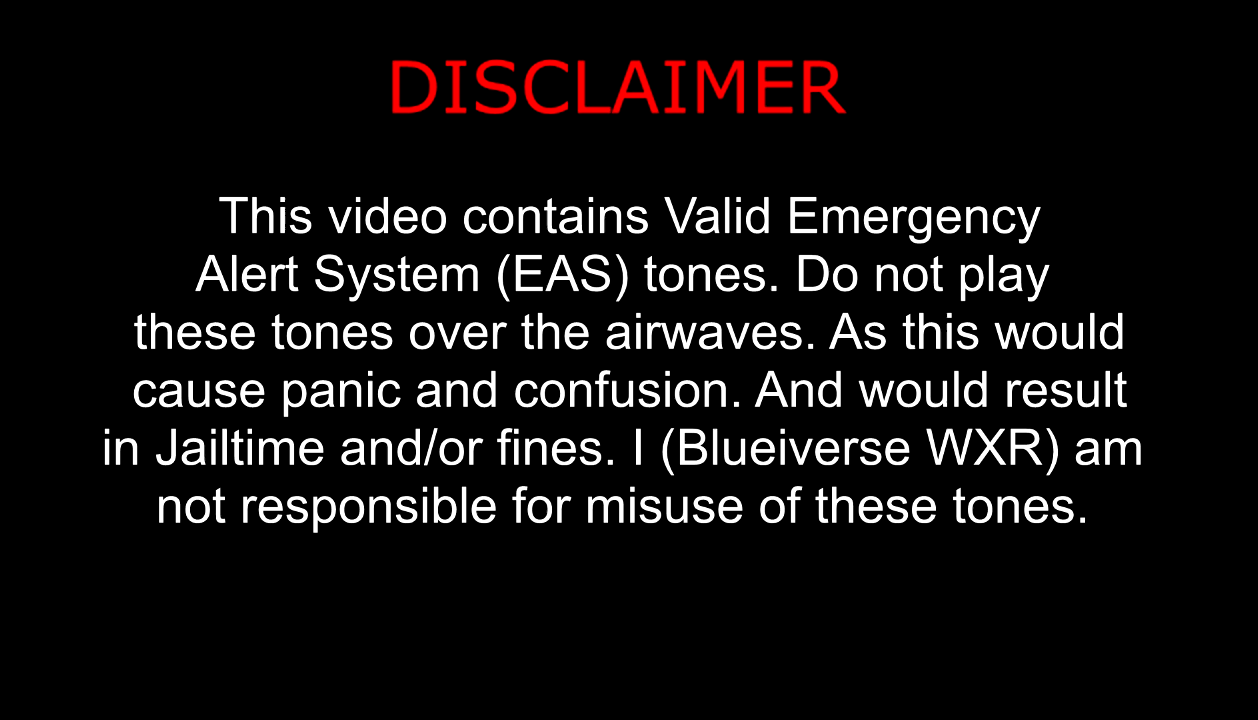 DISCLAIMER
This video contains Valid Emergency
Alert System (EAS) tones. Do not play
these tones over the airwaves. As this would
cause panic and confusion. And would result
in Jailtime and/or fines. I (Blueiverse WXR) am
not responsible for misuse of these tones.